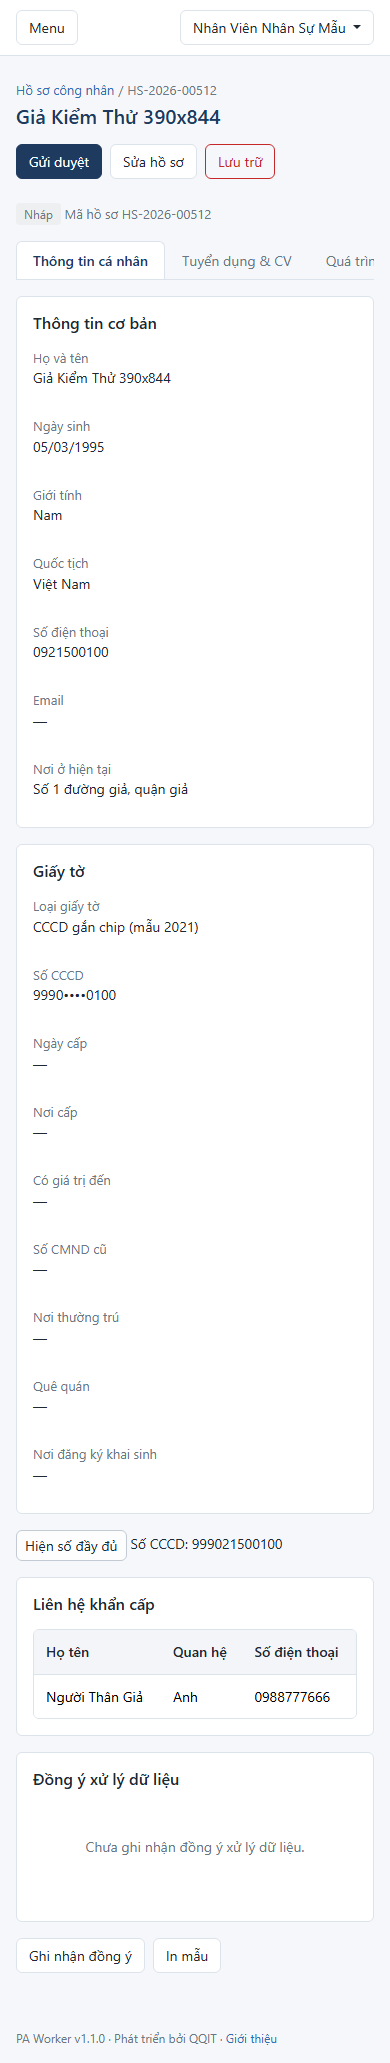 Menu
Nhân Viên Nhân Sự Mẫu
Hồ sơ công nhân / HS-2026-00512
Giả Kiểm Thử 390x844
Gửi duyệt
Sửa hồ sơ
Lưu trữ
Nháp Mã hồ sơ HS-2026-00512
Thông tin cá nhân
Tuyển dụng & CV
Quá trìn
Thông tin cơ bản
Họ và tên
Giả Kiểm Thử 390x844
Ngày sinh
05/03/1995
Giới tính
Nam
Quốc tịch
Việt Nam
Số điện thoại
0921500100
Email
—
Nơi ở hiện tại
Số 1 đường giả, quận giả
Giấy tờ
Loại giấy tờ
CCCD gắn chip (mẫu 2021)
Số CCCD
9990••••0100
Ngày cấp
—
Nơi cấp
—
Có giá trị đến
—
Số CMND cũ
—
Nơi thường trú
—
Quê quán
—
Nơi đăng ký khai sinh
—
Hiện số đầy đủ Số CCCD: 999021500100
Liên hệ khẩn cấp
Họ tên Quan hệ Số điện thoại
Người Thân Giả Anh 0988777666
Đồng ý xử lý dữ liệu
Chưa ghi nhận đồng ý xử lý dữ liệu.
Ghi nhận đồng ý
In mẫu
PA Worker v1.1.0 · Phát triển bởi QQIT · Giới thiệu